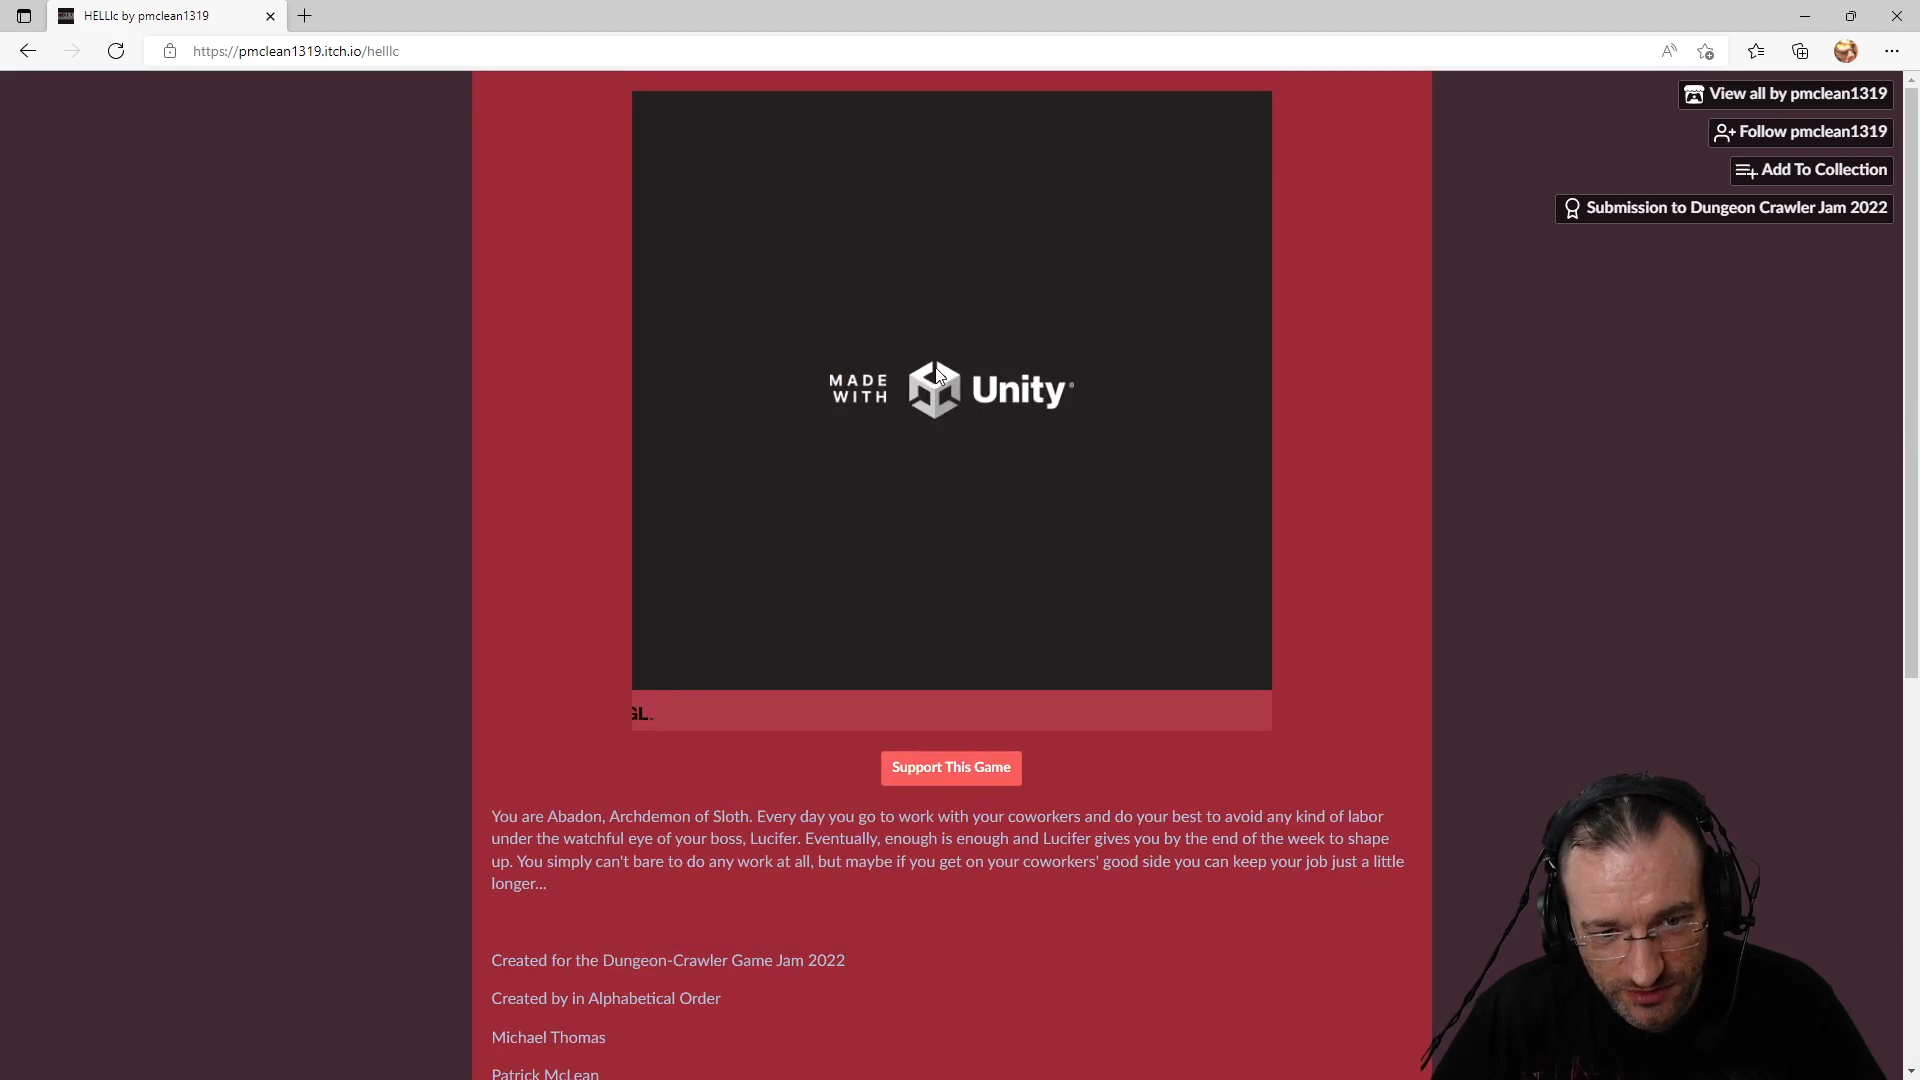 HELLlc by pmclean1319
https://pmclean1319.itch.io/helllc
View all by pmclean1319
Follow pmclean1319
Add To Collection
Submission to Dungeon Crawler Jam 2022
MADE WITH Unity
GL
Support This Game
You are Abadon, Archdemon of Sloth. Every day you go to work with your coworkers and do your best to avoid any kind of labor
under the watchful eye of your boss, Lucifer. Eventually, enough is enough and Lucifer gives you by the end of the week to shape
up. You simply can't bare to do any work at all, but maybe if you get on your coworkers' good side you can keep your job just a little
longer...
Created for the Dungeon-Crawler Game Jam 2022
Created by in Alphabetical Order
Michael Thomas
Patrick McLean